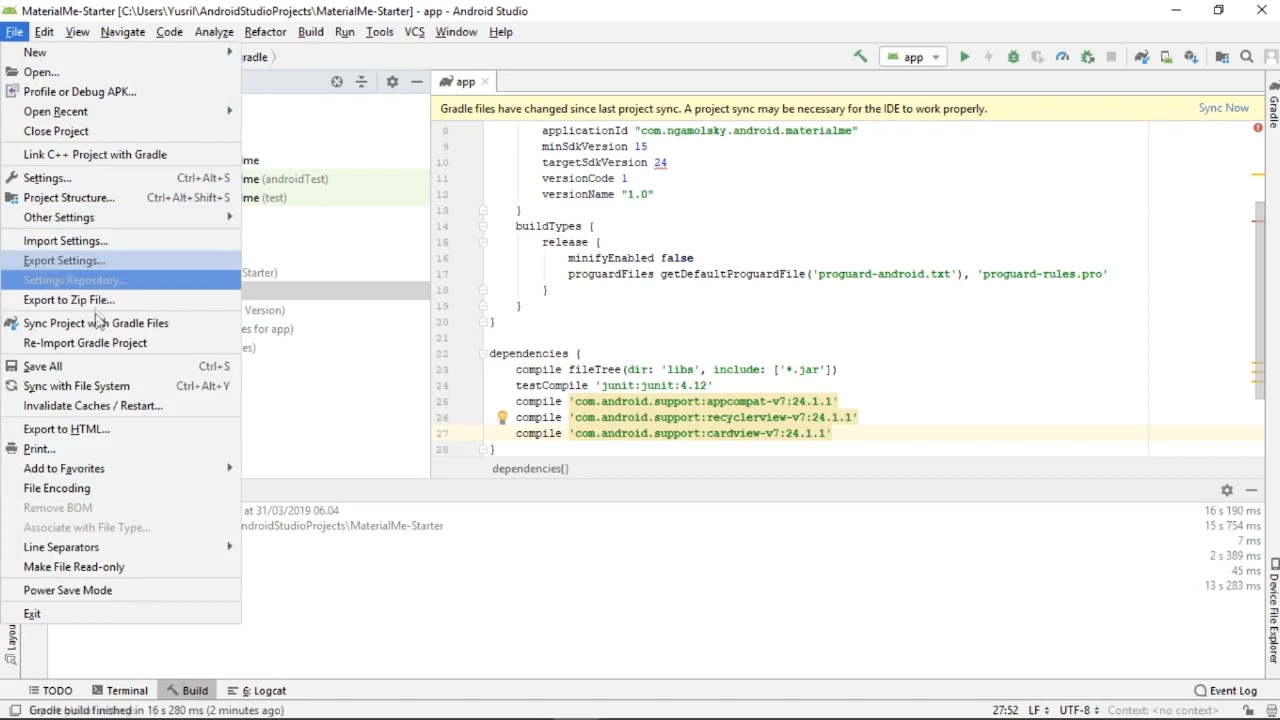 MaterialMe-Starter [C:\Users\Yusril\AndroidStudioProjects\MaterialMe-Starter] - app - Android Studio
File Edit View Navigate Code Analyze Refactor Build Run Tools VCS Window Help
New
Open...
Profile or Debug APK...
Open Recent
Close Project
Link C++ Project with Gradle
Settings... Ctrl+Alt+S
Project Structure... Ctrl+Alt+Shift+S
Other Settings
Import Settings...
Export Settings...
Settings Repository...
Export to Zip File...
Sync Project with Gradle Files
Re-Import Gradle Project
Save All Ctrl+S
Sync with File System Ctrl+Alt+Y
Invalidate Caches / Restart...
Export to HTML...
Print...
Add to Favorites
File Encoding
Remove BOM
Associate with File Type...
Line Separators
Make File Read-only
Power Save Mode
Exit
radle
app
me
me (androidTest)
me (test)
Starter)
Version)
es for app)
es)
app
Gradle files have changed since last project sync. A project sync may be necessary for the IDE to work properly. Sync Now
8 applicationId "com.ngamolsky.android.materialme"
9 minSdkVersion 15
10 targetSdkVersion 24
11 versionCode 1
12 versionName "1.0"
13 }
14 buildTypes {
15 release {
16 minifyEnabled false
17 proguardFiles getDefaultProguardFile('proguard-android.txt'), 'proguard-rules.pro'
18 }
19 }
20 }
21
22 dependencies {
23 compile fileTree(dir: 'libs', include: ['*.jar'])
24 testCompile 'junit:junit:4.12'
25 compile 'com.android.support:appcompat-v7:24.1.1'
26 compile 'com.android.support:recyclerview-v7:24.1.1'
27 compile 'com.android.support:cardview-v7:24.1.1'
28 }
dependencies{}
Gradle
Device File Explorer
at 31/03/2019 06.04 16 s 190 ms
ndroidStudioProjects\MaterialMe-Starter 15 s 754 ms
7 ms
2 s 389 ms
45 ms
13 s 283 ms
TODO Terminal Build 6: Logcat Event Log
Gradle build finished in 16 s 280 ms (2 minutes ago) 27:52 LF UTF-8 Context: <no context>